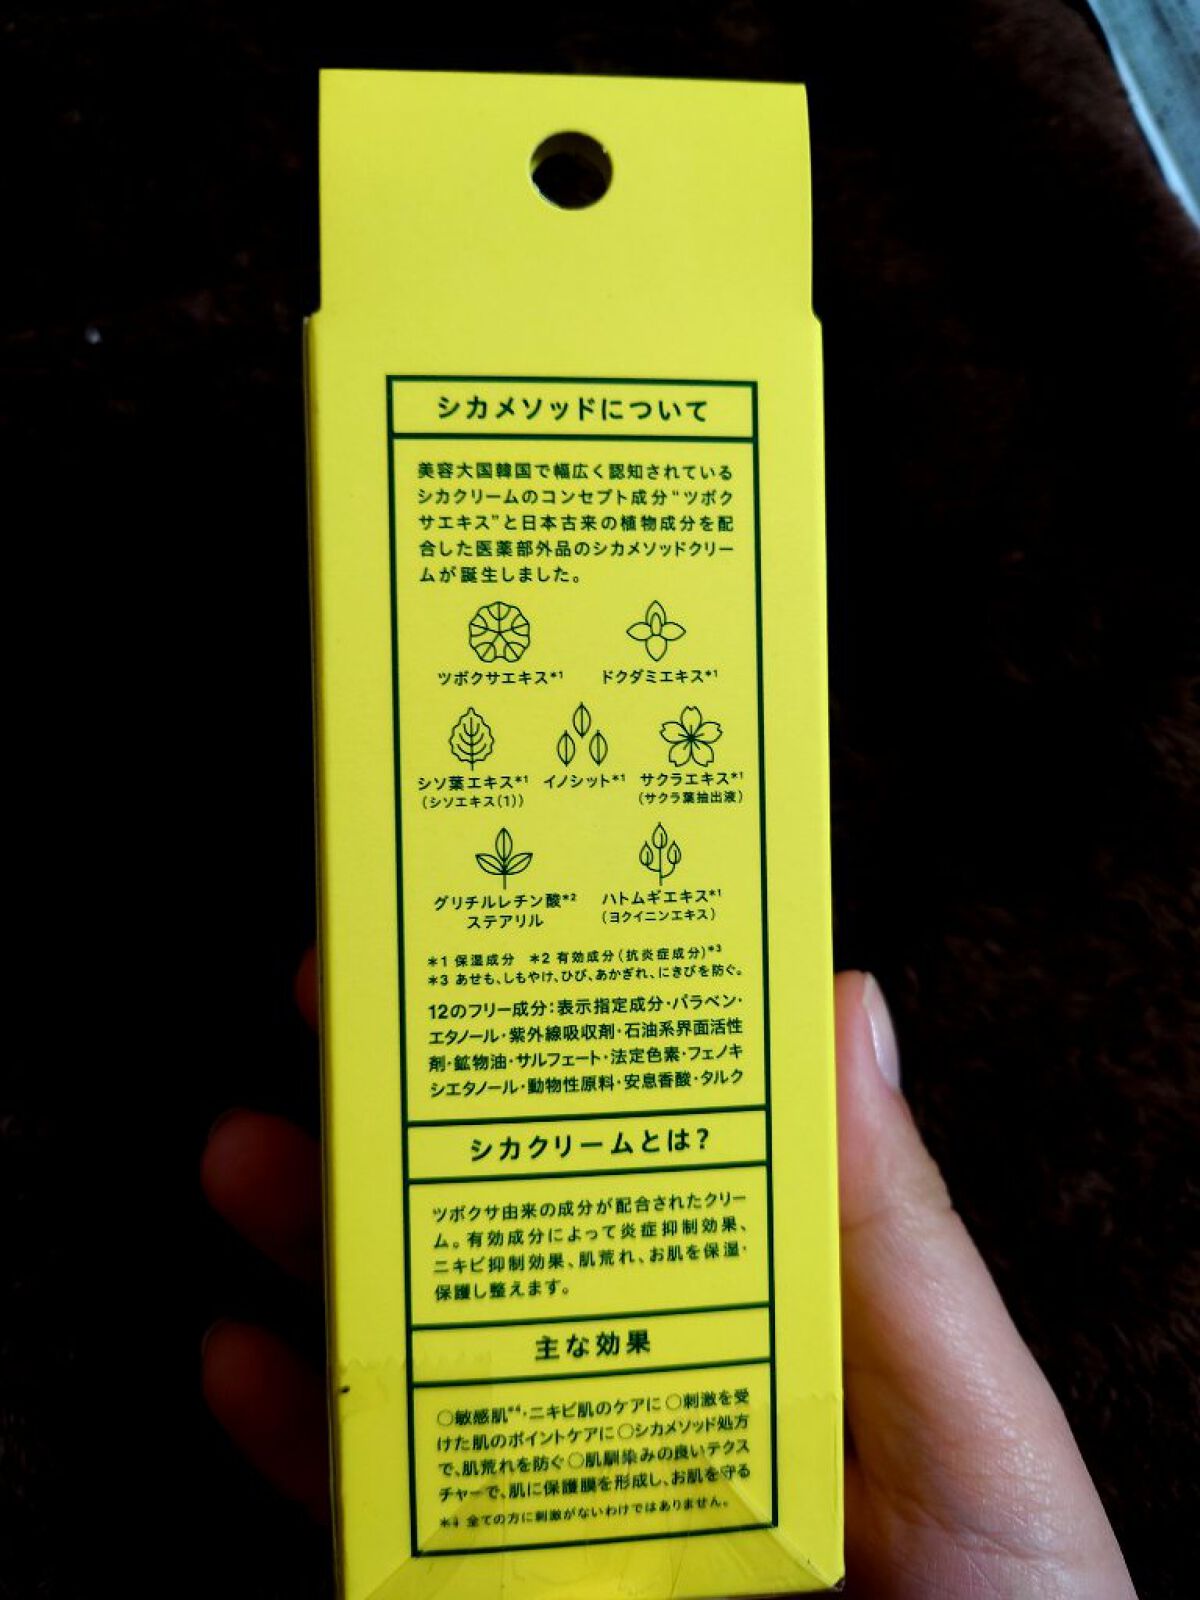 シカメソッドについて
美容大国韓国で幅広く認知されている
シカクリームのコンセプト成分"ツボク
サエキス"と日本古来の植物成分を配
合した医薬部外品のシカメソッドクリー
ムが誕生しました。
ツボクサエキス*1 ドクダミエキス*1
シソ葉エキス*1 イノシット*1 サクラエキス*1
(シソエキス(1)) (サクラ葉抽出液)
グリチルレチン酸*2 ハトムギエキス*1
ステアリル (ヨクイニンエキス)
*1 保湿成分 *2 有効成分(抗炎症成分)*3
*3 あせも、しもやけ、ひび、あかぎれ、にきびを防ぐ。
12のフリー成分:表示指定成分・パラベン・
エタノール・紫外線吸収剤・石油系界面活性
剤・鉱物油・サルフェート・法定色素・フェノキ
シエタノール・動物性原料・安息香酸・タルク
シカクリームとは?
ツボクサ由来の成分が配合されたクリー
ム。有効成分によって炎症抑制効果、
ニキビ抑制効果、肌荒れ、お肌を保湿・
保護し整えます。
主な効果
○敏感肌*4・ニキビ肌のケアに○刺激を受
けた肌のポイントケアに○シカメソッド処方
で、肌荒れを防ぐ○肌馴染みの良いテクス
チャーで、肌に保護膜を形成し、お肌を守る
*4 全ての方に刺激がないわけではありません。